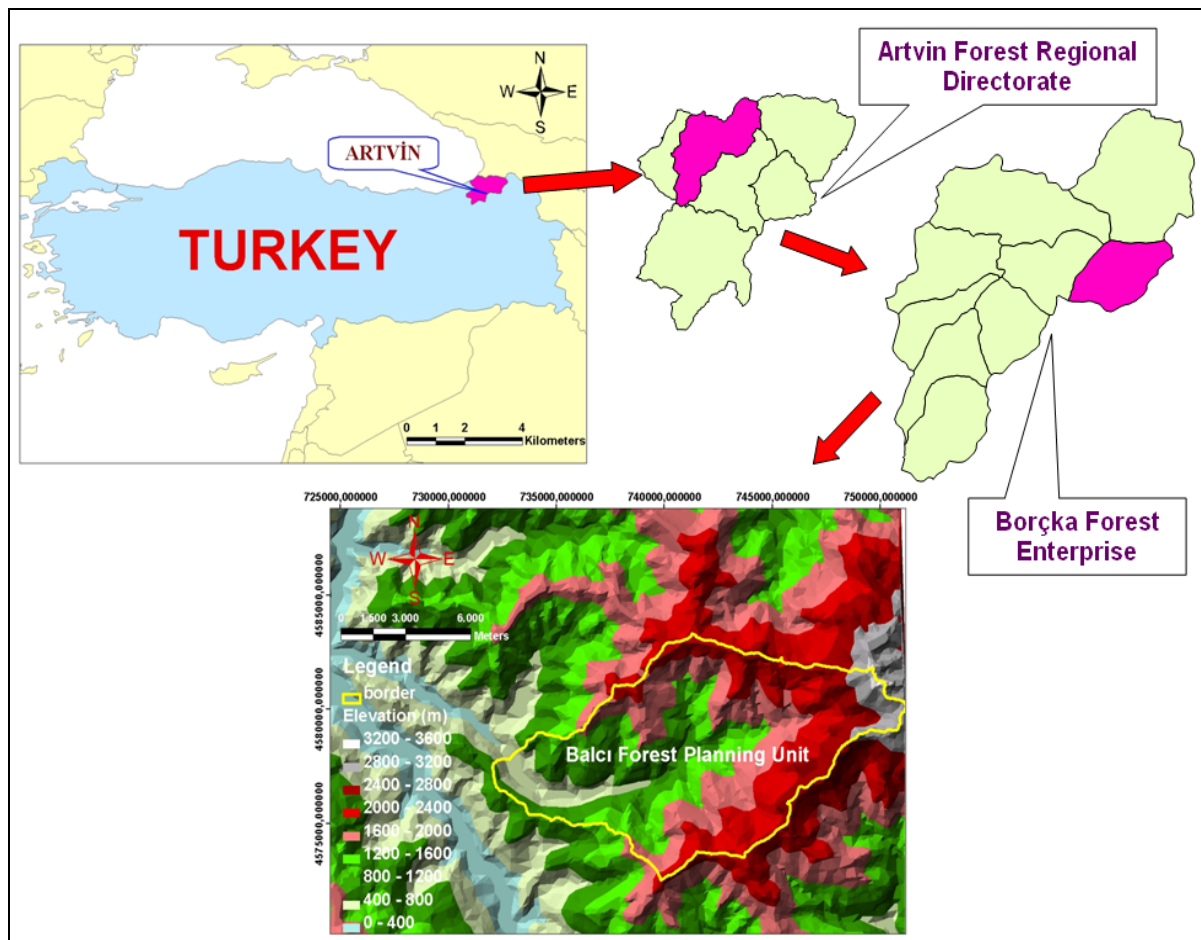 N
W E
S
ARTVİN
TURKEY
0 1 2 4
Kilometers
Artvin Forest Regional
Directorate
Borçka Forest
Enterprise
725000,000000 730000,000000 735000,000000 740000,000000 745000,000000 750000,000000
4585000,000000
4580000,000000
4575000,000000
N
W E
S
0 1.500 3.000 6.000
Meters
Legend
border
Elevation (m)
3200 - 3600
2800 - 3200
2400 - 2800
2000 - 2400
1600 - 2000
1200 - 1600
800 - 1200
400 - 800
0 - 400
Balcı Forest Planning Unit